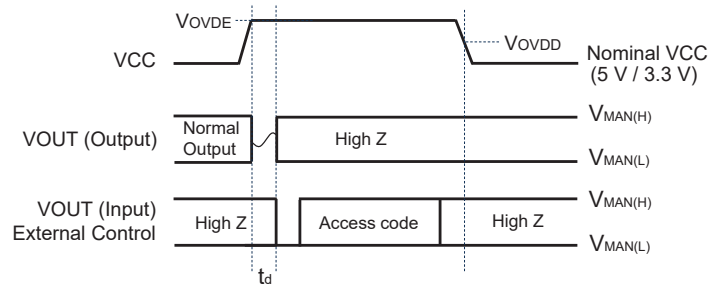 VOVDE
VOVDD
VCC
Nominal VCC
(5 V / 3.3 V)
VOUT (Output)
Normal
Output
High Z
VMAN(H)
VMAN(L)
VOUT (Input)
External Control
High Z
Access code
High Z
VMAN(H)
VMAN(L)
td